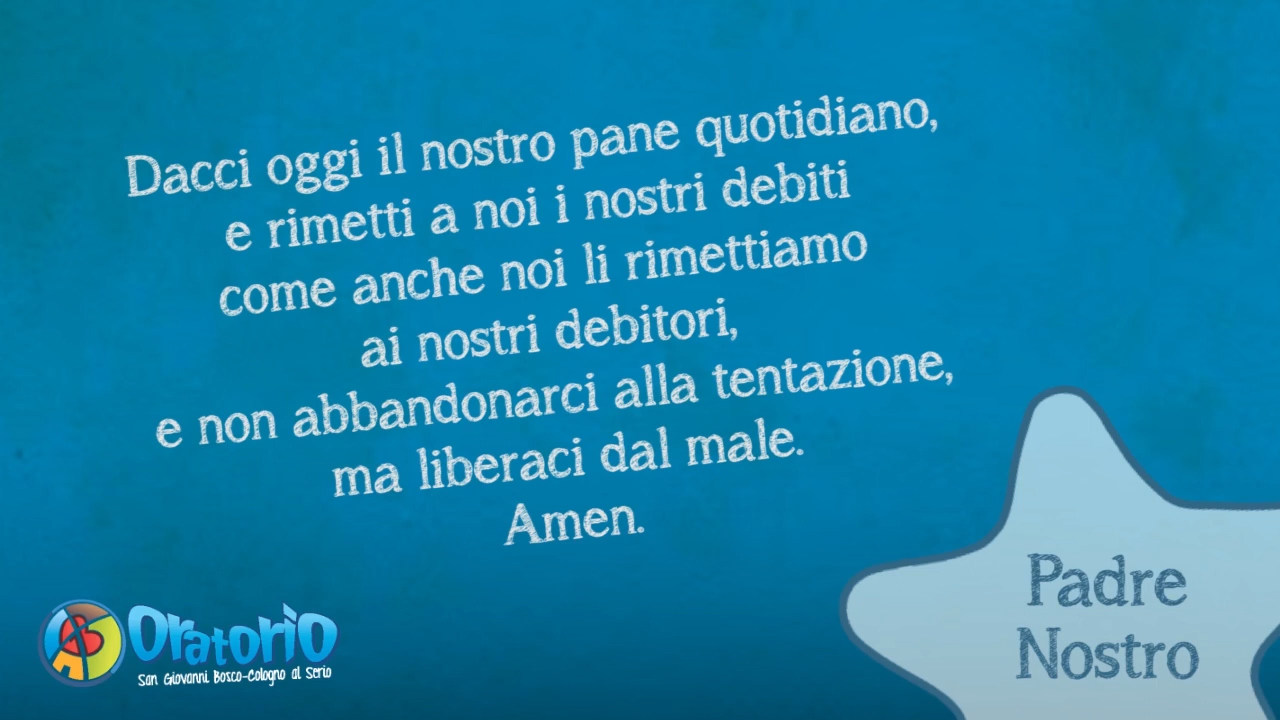 Dacci oggi il nostro pane quotidiano,
e rimetti a noi i nostri debiti
come anche noi li rimettiamo
ai nostri debitori,
e non abbandonarci alla tentazione,
ma liberaci dal male.
Amen.
Padre
Nostro
Oratorio
San Giovanni Bosco-Cologno al Serio